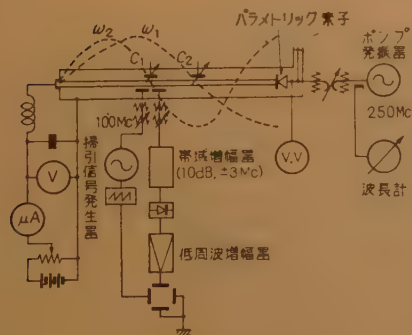 パラメトリック素子
ω₂
ω₁
C₁
C₂
ポンプ
発振器
250Mc
100Mc
掃引信号発生器
帯域増幅器
(10dB, ±3Mc)
V.V
波長計
V
μA
低周波増幅器